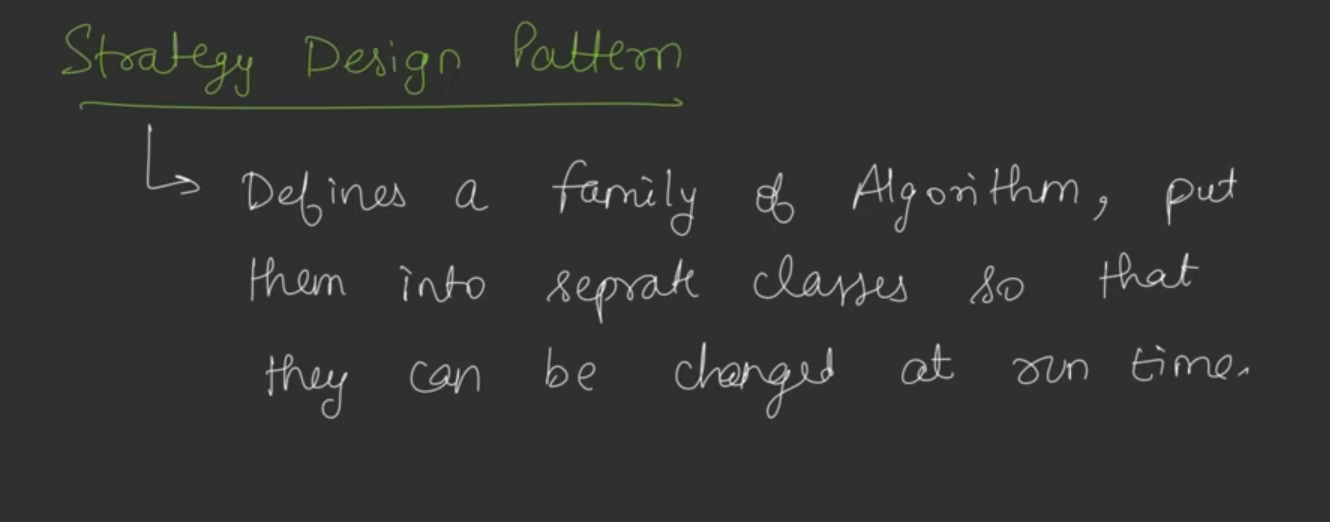 Strategy Design Pattern
Defines a family of Algorithm, put
them into seprate classes so that
they can be changed at run time.